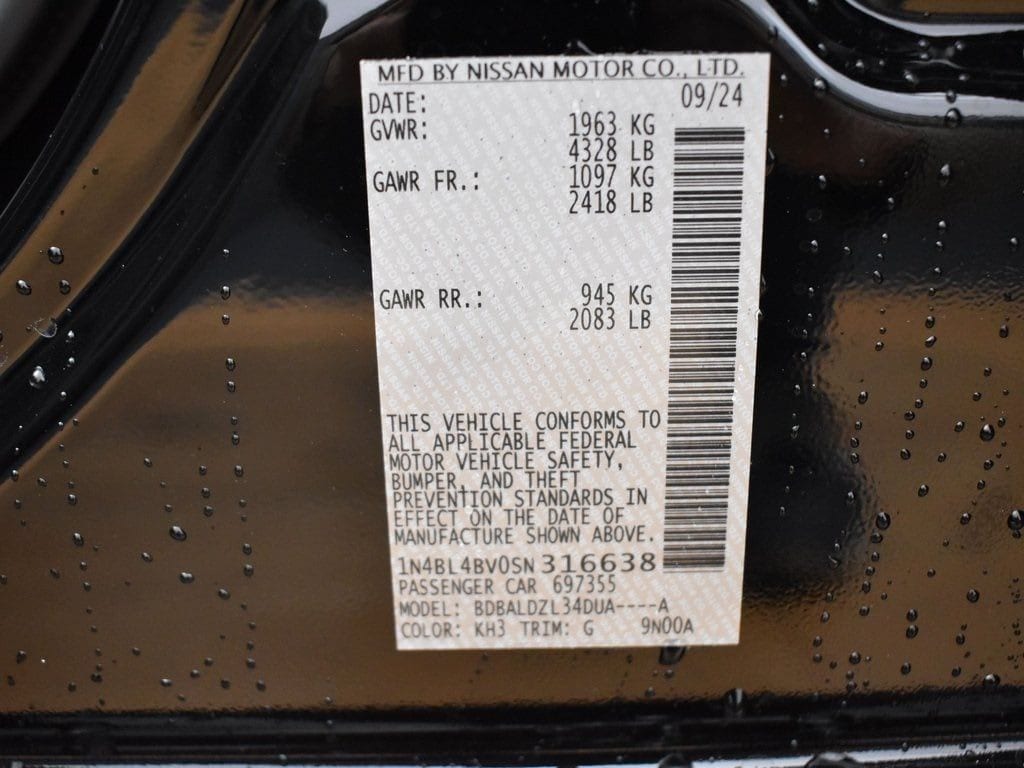 MFD BY NISSAN MOTOR CO., LTD.
DATE: 09/24
GVWR: 1963 KG
4328 LB
GAWR FR.: 1097 KG
2418 LB
GAWR RR.: 945 KG
2083 LB
THIS VEHICLE CONFORMS TO
ALL APPLICABLE FEDERAL
MOTOR VEHICLE SAFETY,
BUMPER, AND THEFT
PREVENTION STANDARDS IN
EFFECT ON THE DATE OF
MANUFACTURE SHOWN ABOVE.
1N4BL4BV0SN316638
PASSENGER CAR 697355
MODEL: BDBALDZL34DUA----A
COLOR: KH3 TRIM: G 9N00A